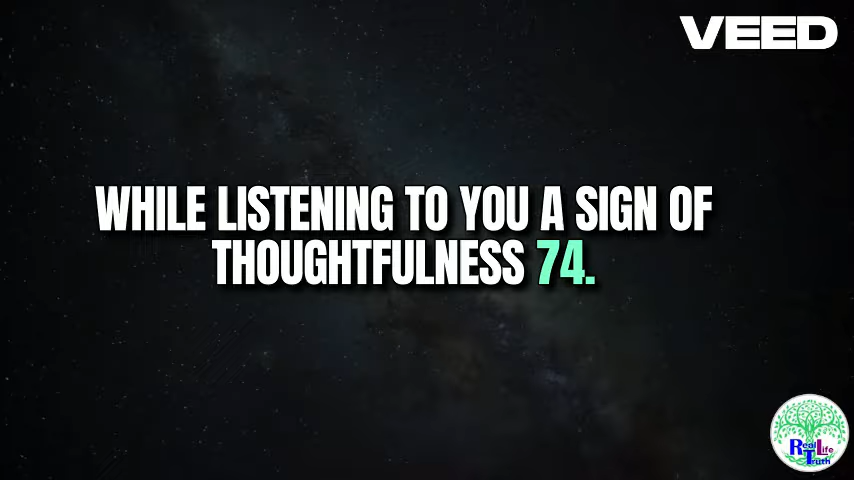 VEED
WHILE LISTENING TO YOU A SIGN OF
THOUGHTFULNESS 74.
Real Life
Truth